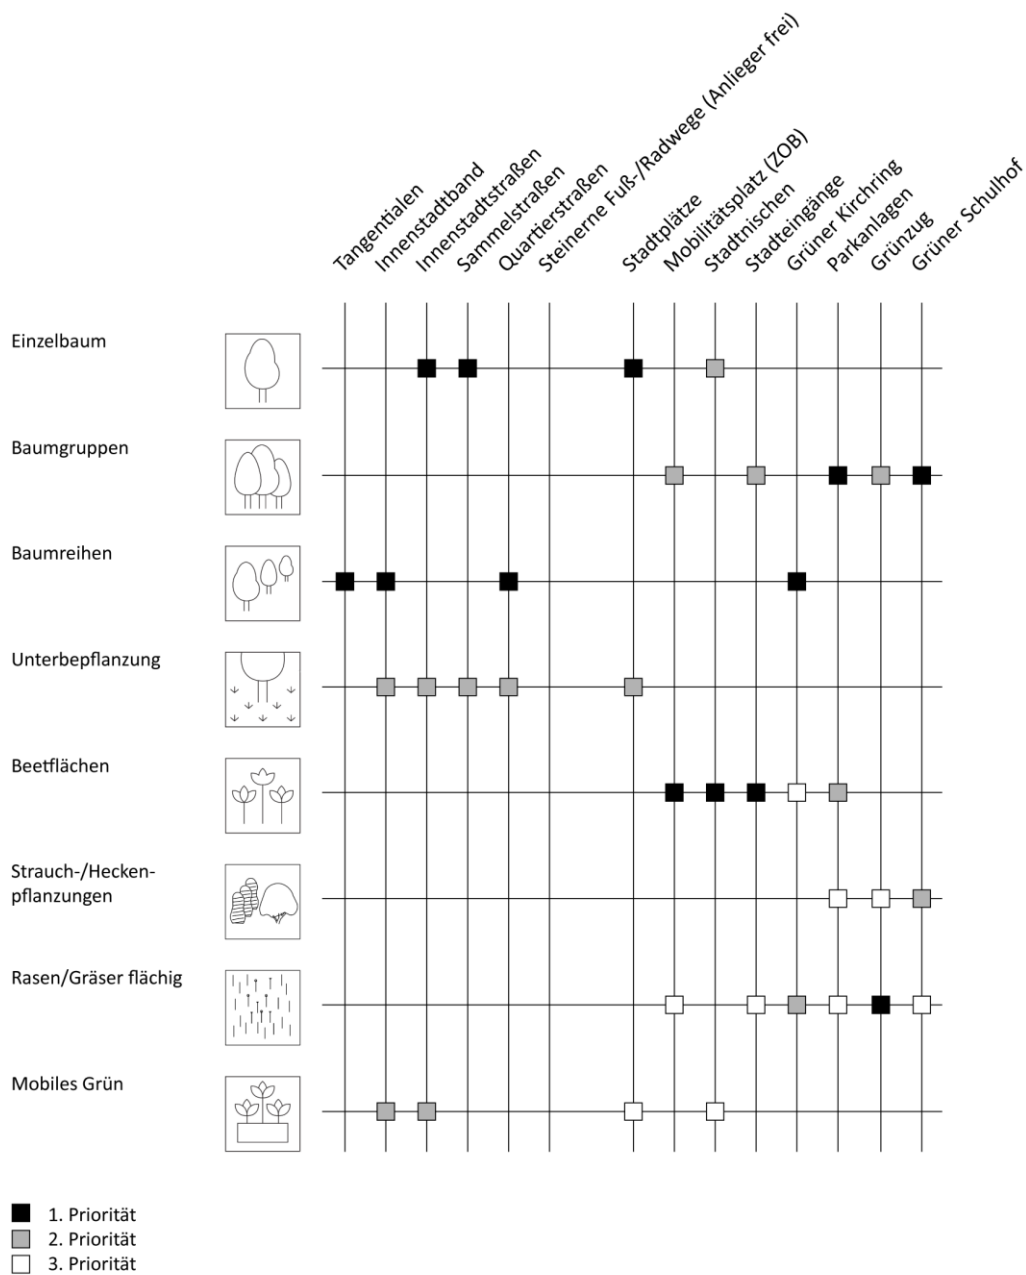 Tangentialen
Innenstadtband
Innenstadtstraßen
Sammelstraßen
Quartierstraßen
Steinerne Fuß-/Radwege (Anlieger frei)
Stadtplätze
Mobilitätsplatz (ZOB)
Stadtnischen
Stadteingänge
Grüner Kirchring
Parkanlagen
Grünzug
Grüner Schulhof
Einzelbaum
Baumgruppen
Baumreihen
Unterbepflanzung
Beetflächen
Strauch-/Hecken-
pflanzungen
Rasen/Gräser flächig
Mobiles Grün
1. Priorität
2. Priorität
3. Priorität